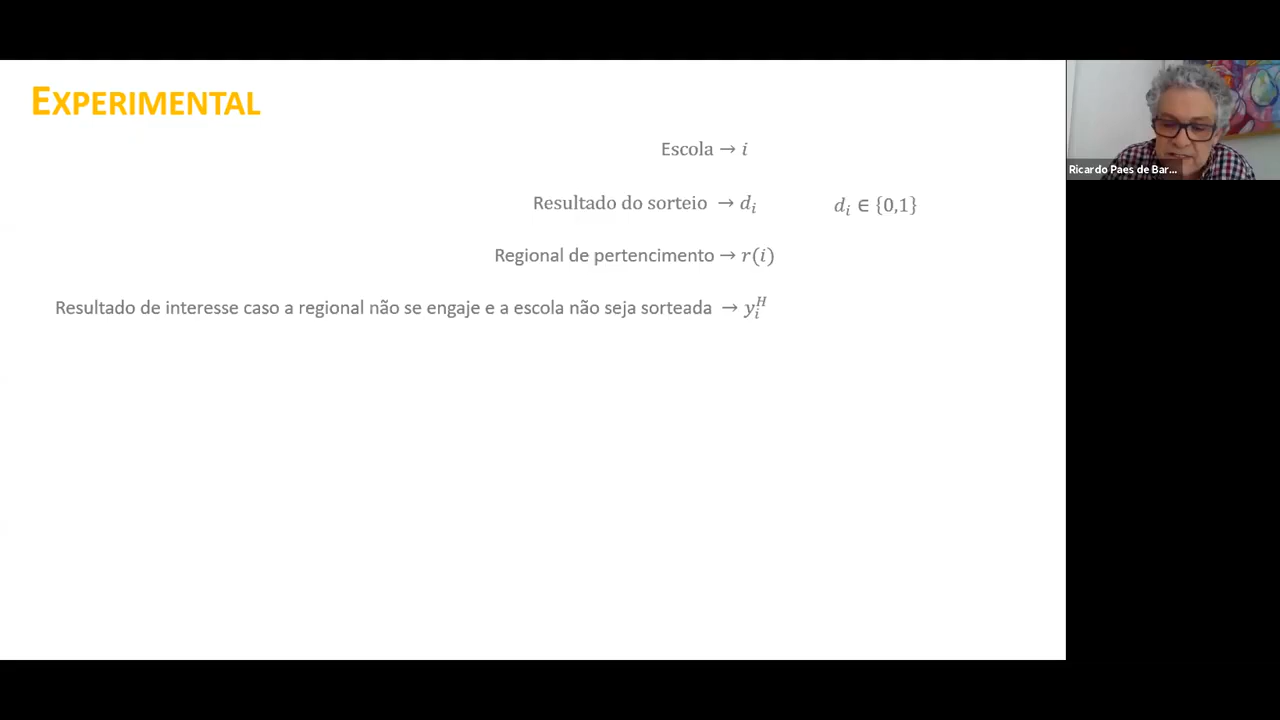 EXPERIMENTAL
Escola → i
Resultado do sorteio → d_i d_i ∈ {0,1}
Regional de pertencimento → r(i)
Resultado de interesse caso a regional não se engaje e a escola não seja sorteada → y_i^H
Ricardo Paes de Bar...